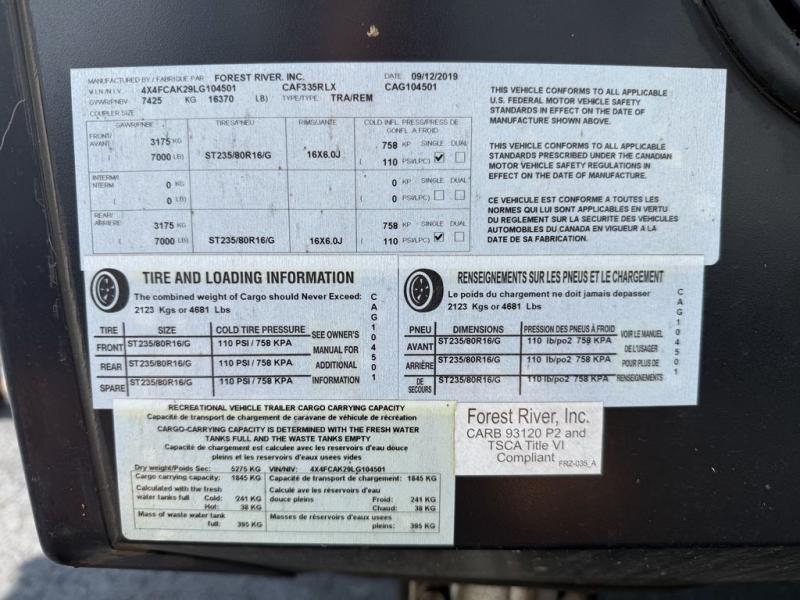 MANUFACTURED BY / FABRIQUE PAR FOREST RIVER, INC. DATE 09/12/2019
V.I.N./N.I.V. 4X4FCAK29LG104501 CAF335RLX CAG104501
GVWR/PNBV 7425 KG 16370 LB) TYPE/TYPE TRA/REM
COUPLER SIZE
GAWR/PNBE TIRES/PNEU RIMS/JANTE COLD INFL. PRESS/PRESS DE GONFL. A FROID
FRONT/AVANT 3175 KG 758 KP SINGLE DUAL
( 7000 LB) ST235/80R16/G 16X6.0J ( 110 PSI/LPC)
INTERM/INTERM 0 KG 0 KP SINGLE DUAL
( 0 LB) ( 0 PSI/LPC)
REAR/ARRIERE 3175 KG 758 KP SINGLE DUAL
( 7000 LB) ST235/80R16/G 16X6.0J ( 110 PSI/LPC)
THIS VEHICLE CONFORMS TO ALL APPLICABLE
U.S. FEDERAL MOTOR VEHICLE SAFETY
STANDARDS IN EFFECT ON THE DATE OF
MANUFACTURE SHOWN ABOVE.
THIS VEHICLE CONFORMS TO ALL APPLICABLE
STANDARDS PRESCRIBED UNDER THE CANADIAN
MOTOR VEHICLE SAFETY REGULATIONS IN
EFFECT ON THE DATE OF MANUFACTURE.
CE VEHICULE EST CONFORME A TOUTES LES
NORMES QUI LUI SONT APPLICABLES EN VERTU
DU REGLEMENT SUR LA SECURITE DES VEHICULES
AUTOMOBILES DU CANADA EN VIGUEUR A LA
DATE DE SA FABRICATION.
TIRE AND LOADING INFORMATION
The combined weight of Cargo should Never Exceed:
2123 Kgs or 4681 Lbs
TIRE SIZE COLD TIRE PRESSURE
FRONT ST235/80R16/G 110 PSI / 758 KPA
REAR ST235/80R16/G 110 PSI / 758 KPA
SPARE ST235/80R16/G 110 PSI / 758 KPA
SEE OWNER'S
MANUAL FOR
ADDITIONAL
INFORMATION
CAG104501
RENSEIGNEMENTS SUR LES PNEUS ET LE CHARGEMENT
Le poids du chargement ne doit jamais depasser
2123 Kgs or 4681 Lbs
PNEU DIMENSIONS PRESSION DES PNEUS À FROID
AVANT ST235/80R16/G 110 lb/po2 758 KPA
ARRIÈRE ST235/80R16/G 110 lb/po2 758 KPA
DE SECOURS ST235/80R16/G 110 lb/po2 758 KPA
VOIR LE MANUEL
DE L'USAGER
POUR PLUS DE
RENSEIGNEMENTS
CAG104501
RECREATIONAL VEHICLE TRAILER CARGO CARRYING CAPACITY
Capacité de transport de chargement de caravane de véhicule de récréation
CARGO-CARRYING CAPACITY IS DETERMINED WITH THE FRESH WATER
TANKS FULL AND THE WASTE TANKS EMPTY
Capacité de chargement est calculee avec les reservoirs d'eau douce
pleins et les reservoirs d'eaux usees vides
Dry weight/Poids Sec: 5275 KG VIN/NIV: 4X4FCAK29LG104501
Cargo carrying capacity: 1845 KG Capacité de transport de chargement: 1845 KG
Calculated with the fresh Calculé ave les réservoirs d'eau
water tanks full Cold: 241 KG douce pleins Froid: 241 KG
Hot: 38 KG Chaud: 38 KG
Mass of waste water tank Masses de réservoirs d'eaux usees
full: 395 KG pleins: 395 KG
Forest River, Inc.
CARB 93120 P2 and
TSCA Title VI
Compliant
FRZ-035_A